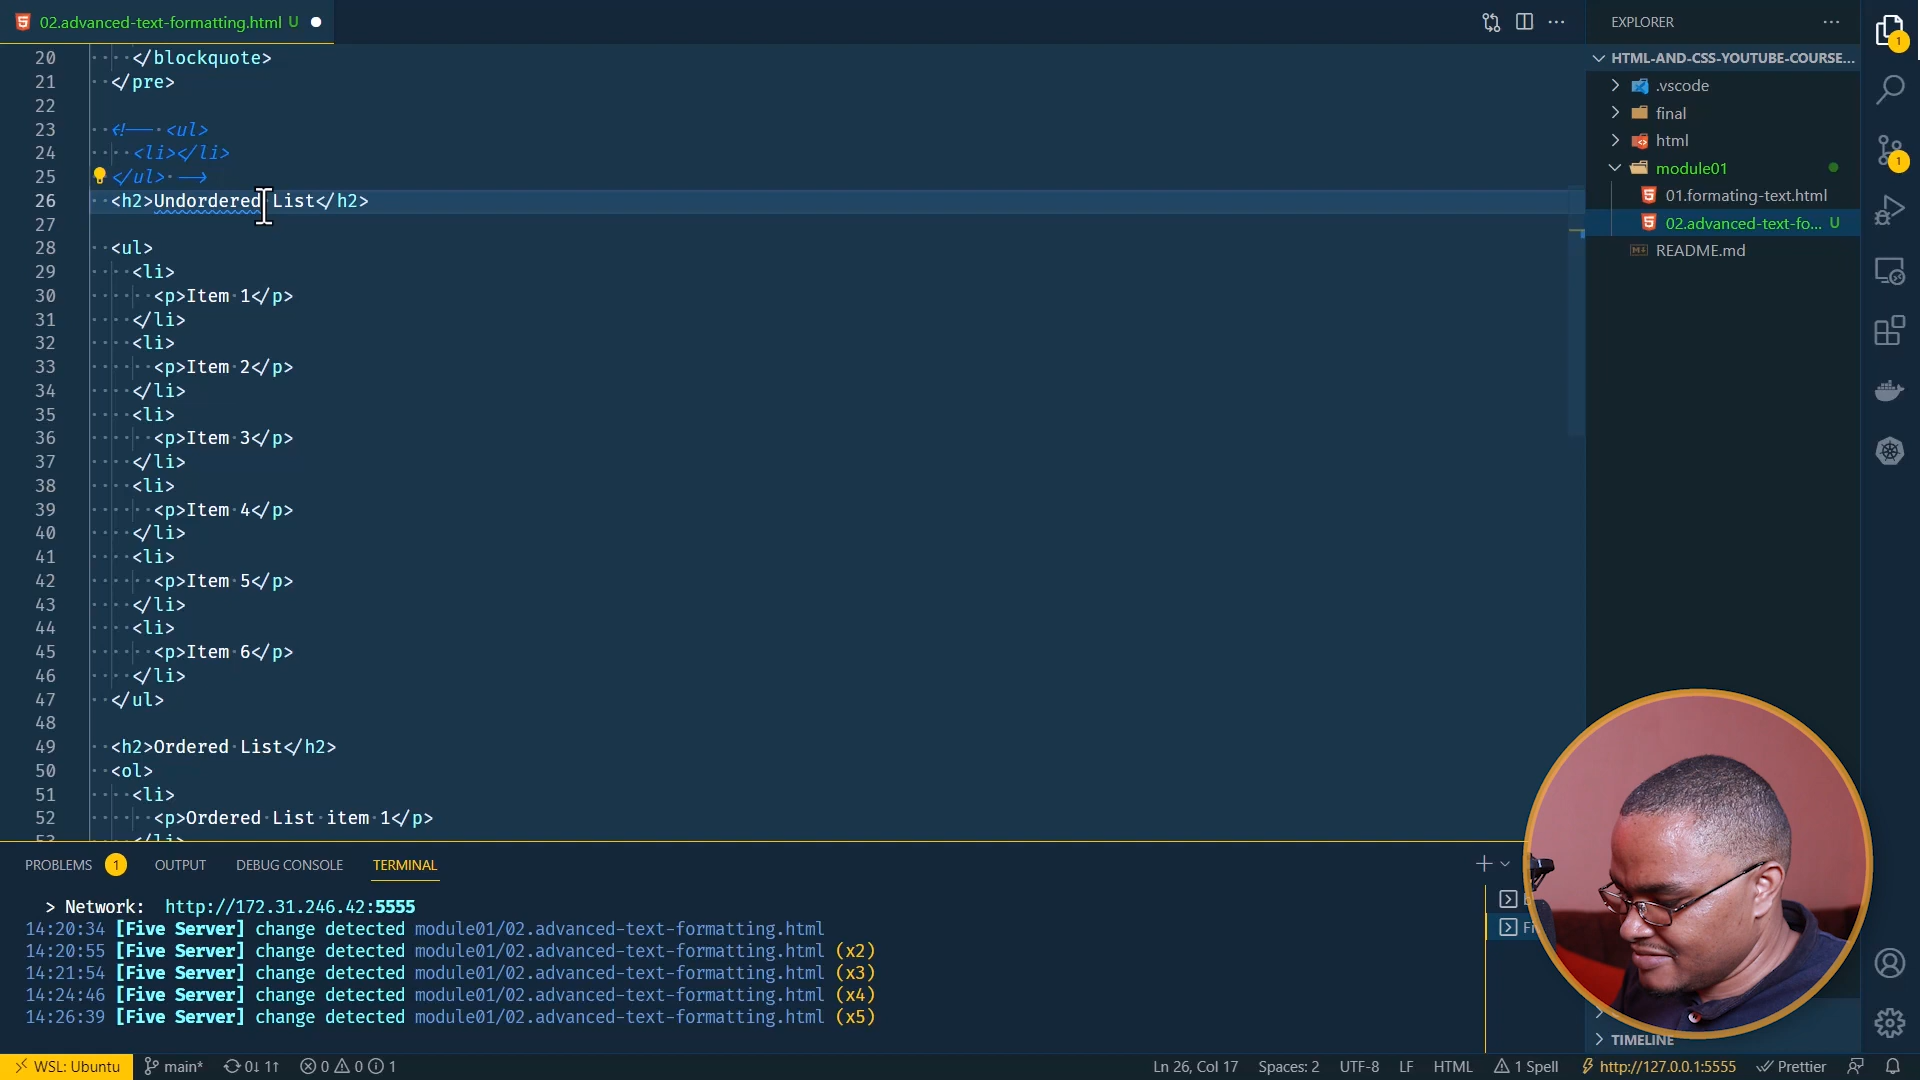 02.advanced-text-formatting.html U
EXPLORER
HTML-AND-CSS-YOUTUBE-COURSE...
.vscode
final
html
module01
01.formating-text.html
02.advanced-text-fo... U
README.md
TIMELINE
1
1
20 </blockquote>
21 </pre>
22
23 <!-- <ul>
24 <li></li>
25 </ul> -->
26 <h2>Undordered List</h2>
27
28 <ul>
29 <li>
30 <p>Item 1</p>
31 </li>
32 <li>
33 <p>Item 2</p>
34 </li>
35 <li>
36 <p>Item 3</p>
37 </li>
38 <li>
39 <p>Item 4</p>
40 </li>
41 <li>
42 <p>Item 5</p>
43 </li>
44 <li>
45 <p>Item 6</p>
46 </li>
47 </ul>
48
49 <h2>Ordered List</h2>
50 <ol>
51 <li>
52 <p>Ordered List item 1</p>
53 </li>
PROBLEMS 1 OUTPUT DEBUG CONSOLE TERMINAL
> Network: http://172.31.246.42:5555
14:20:34 [Five Server] change detected module01/02.advanced-text-formatting.html
14:20:55 [Five Server] change detected module01/02.advanced-text-formatting.html (x2)
14:21:54 [Five Server] change detected module01/02.advanced-text-formatting.html (x3)
14:24:46 [Five Server] change detected module01/02.advanced-text-formatting.html (x4)
14:26:39 [Five Server] change detected module01/02.advanced-text-formatting.html (x5)
WSL: Ubuntu main* 0↓ 1↑ 0 0 1 Ln 26, Col 17 Spaces: 2 UTF-8 LF HTML 1 Spell http://127.0.0.1:5555 Prettier